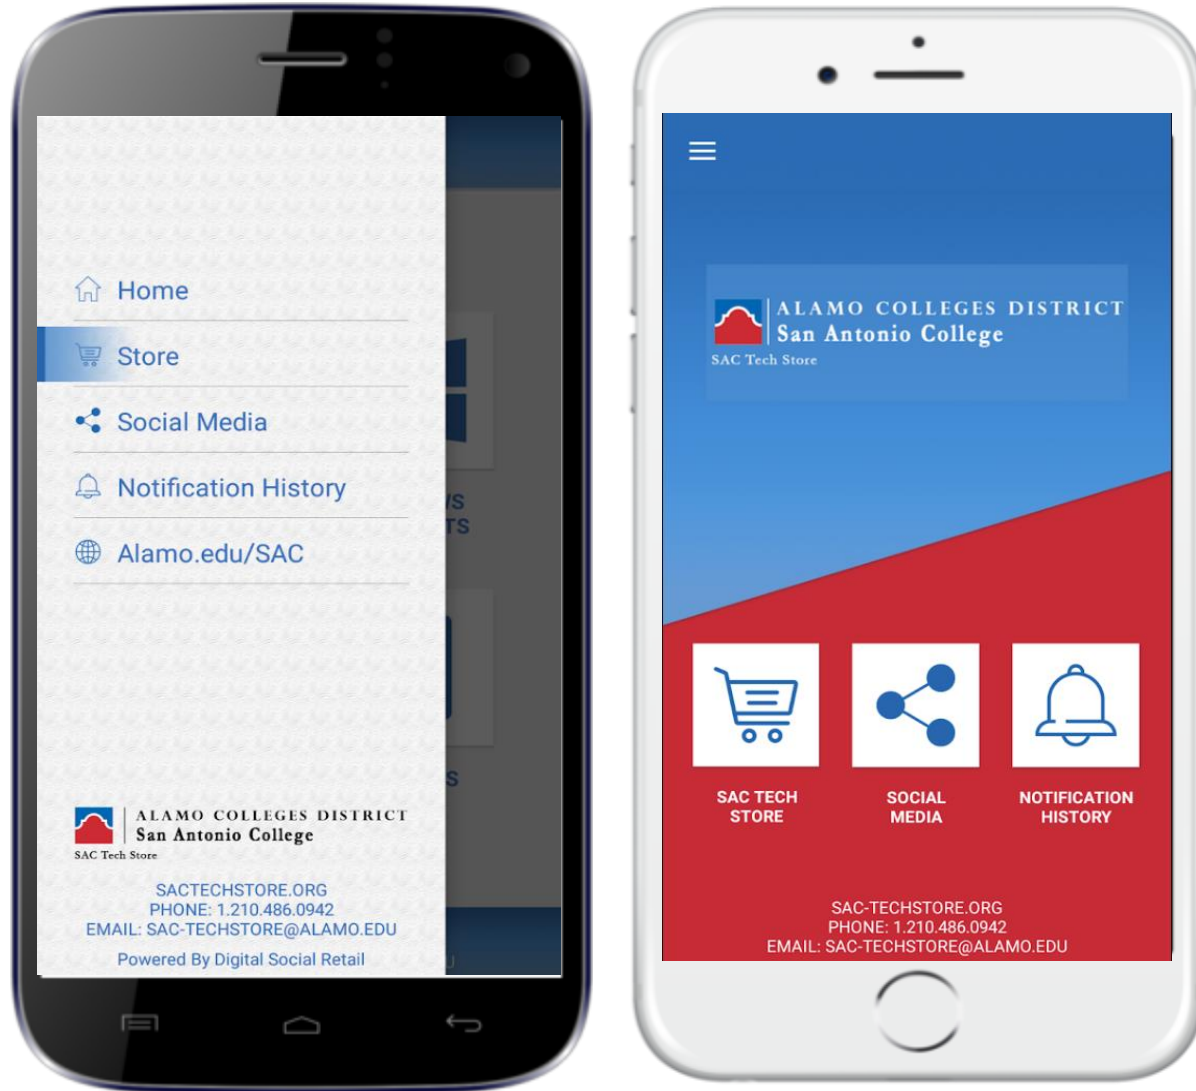 Home
Store
Social Media
Notification History
Alamo.edu/SAC
TS
S
ALAMO COLLEGES DISTRICT
San Antonio College
SAC Tech Store
SACTECHSTORE.ORG
PHONE: 1.210.486.0942
EMAIL: SAC-TECHSTORE@ALAMO.EDU
Powered By Digital Social Retail
ALAMO COLLEGES DISTRICT
San Antonio College
SAC Tech Store
SAC TECH
STORE
SOCIAL
MEDIA
NOTIFICATION
HISTORY
SAC-TECHSTORE.ORG
PHONE: 1.210.486.0942
EMAIL: SAC-TECHSTORE@ALAMO.EDU